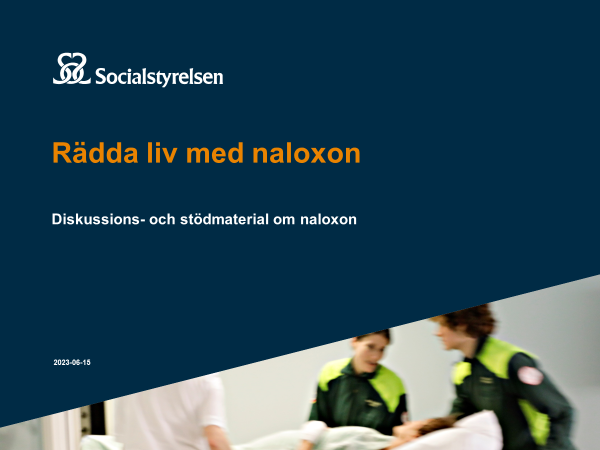 Socialstyrelsen
Rädda liv med naloxon
Diskussions- och stödmaterial om naloxon
2023-06-15